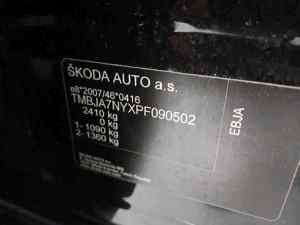 ŠKODA AUTO a.s.
e8*2007/46*0416
TMBJA7NYXPF090502
2410 kg
0 kg
1- 1090 kg
2- 1360 kg
EBJA